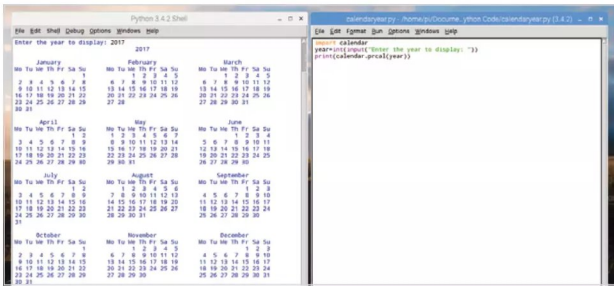 Python 3.4.2 Shell
File Edit Shell Debug Options Windows Help
Enter the year to display: 2017
2017
January February March
Mo Tu We Th Fr Sa Su Mo Tu We Th Fr Sa Su Mo Tu We Th Fr Sa Su
1 1 2 3 4 5 1 2 3 4 5
2 3 4 5 6 7 8 6 7 8 9 10 11 12 6 7 8 9 10 11 12
9 10 11 12 13 14 15 13 14 15 16 17 18 19 13 14 15 16 17 18 19
16 17 18 19 20 21 22 20 21 22 23 24 25 26 20 21 22 23 24 25 26
23 24 25 26 27 28 29 27 28 27 28 29 30 31
30 31
April May June
Mo Tu We Th Fr Sa Su Mo Tu We Th Fr Sa Su Mo Tu We Th Fr Sa Su
1 2 1 2 3 4 5 6 7 1 2 3 4
3 4 5 6 7 8 9 8 9 10 11 12 13 14 5 6 7 8 9 10 11
10 11 12 13 14 15 16 15 16 17 18 19 20 21 12 13 14 15 16 17 18
17 18 19 20 21 22 23 22 23 24 25 26 27 28 19 20 21 22 23 24 25
24 25 26 27 28 29 30 29 30 31 26 27 28 29 30
July August September
Mo Tu We Th Fr Sa Su Mo Tu We Th Fr Sa Su Mo Tu We Th Fr Sa Su
1 2 1 2 3 4 5 6 1 2 3
3 4 5 6 7 8 9 7 8 9 10 11 12 13 4 5 6 7 8 9 10
10 11 12 13 14 15 16 14 15 16 17 18 19 20 11 12 13 14 15 16 17
17 18 19 20 21 22 23 21 22 23 24 25 26 27 18 19 20 21 22 23 24
24 25 26 27 28 29 30 28 29 30 31 25 26 27 28 29 30
31
October November December
Mo Tu We Th Fr Sa Su Mo Tu We Th Fr Sa Su Mo Tu We Th Fr Sa Su
1 1 2 3 4 5 1 2 3
2 3 4 5 6 7 8 6 7 8 9 10 11 12 4 5 6 7 8 9 10
9 10 11 12 13 14 15 13 14 15 16 17 18 19 11 12 13 14 15 16 17
16 17 18 19 20 21 22 20 21 22 23 24 25 26 18 19 20 21 22 23 24
23 24 25 26 27 28 29 27 28 29 30 25 26 27 28 29 30 31
30 31
calendaryear.py - /home/pi/Docume...ython Code/calendaryear.py (3.4.2)
File Edit Format Run Options Windows Help
import calendar
year=int(input("Enter the year to display: "))
print(calendar.prcal(year))